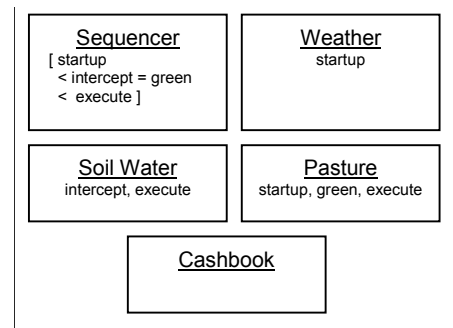 Sequencer
[ startup
< intercept = green
< execute ]
Weather
startup
Soil Water
intercept, execute
Pasture
startup, green, execute
Cashbook